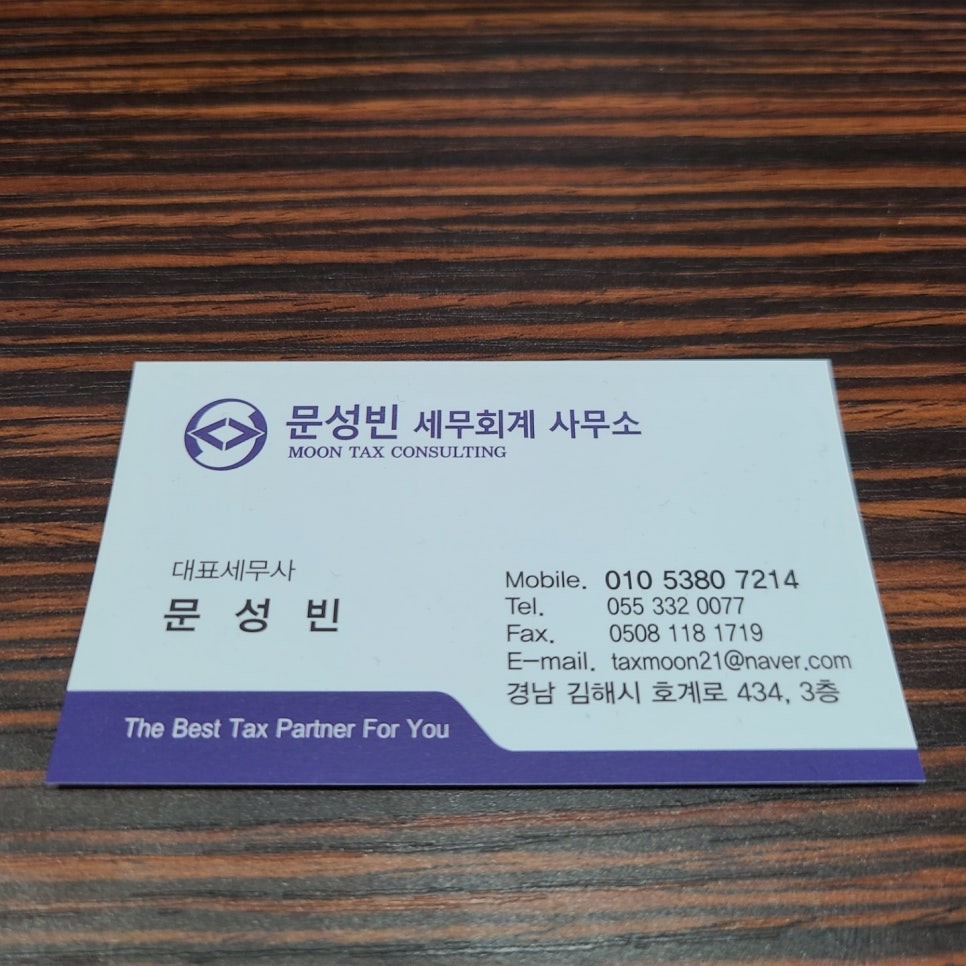 문성빈 세무회계 사무소
MOON TAX CONSULTING
대표세무사
문 성 빈
Mobile. 010 5380 7214
Tel. 055 332 0077
Fax. 0508 118 1719
E-mail. taxmoon21@naver.com
경남 김해시 호계로 434, 3층
The Best Tax Partner For You